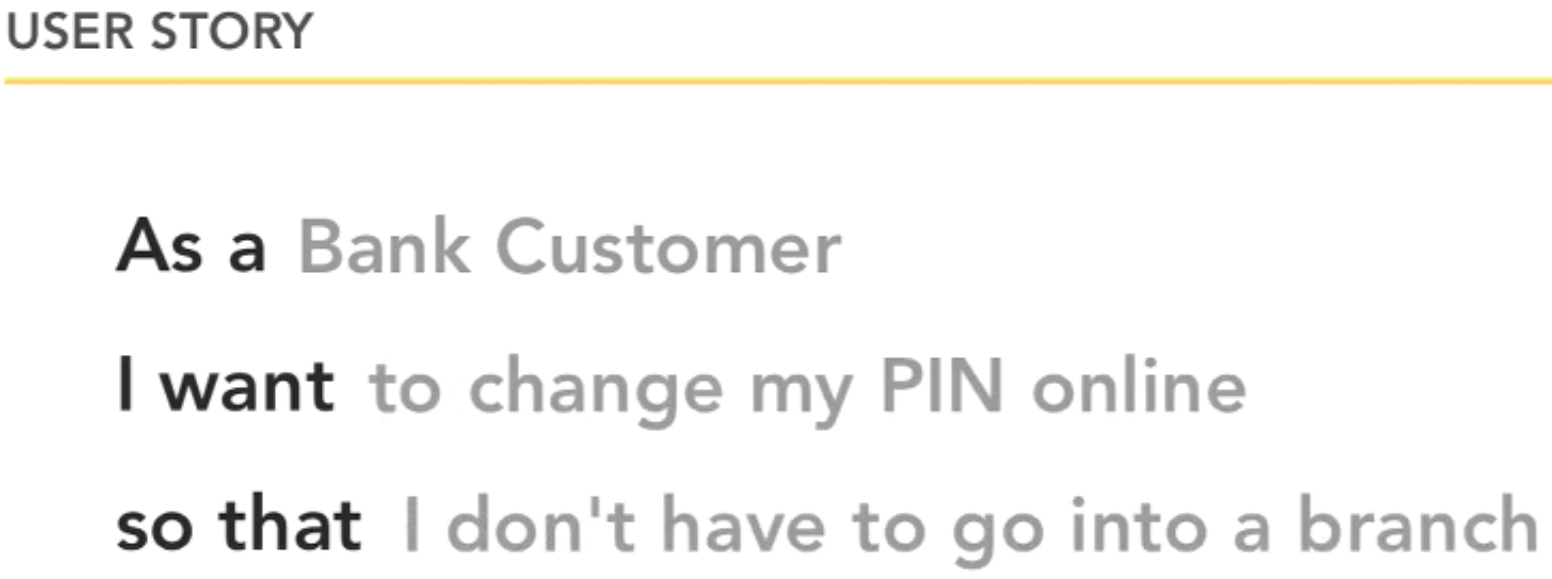 USER STORY
As a Bank Customer
I want to change my PIN online
so that I don't have to go into a branch